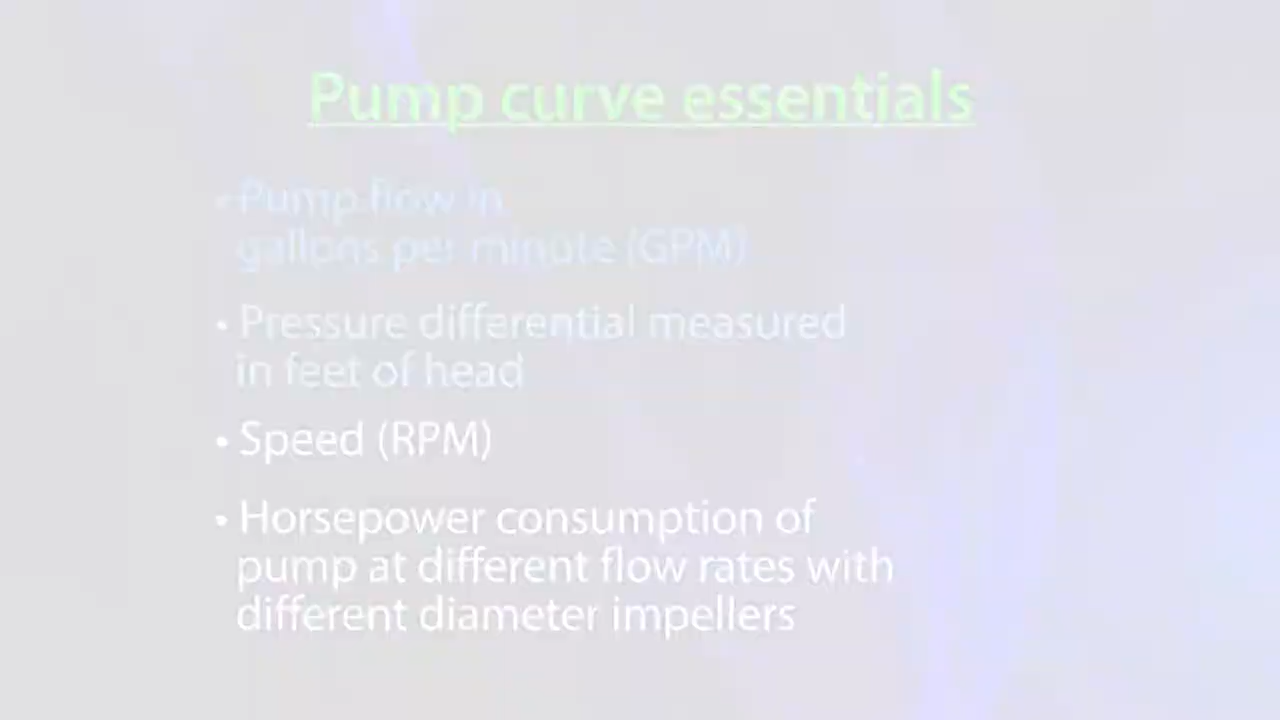 Pump curve essentials
• Pump flow in
gallons per minute (GPM)
• Pressure differential measured
in feet of head
• Speed (RPM)
• Horsepower consumption of
pump at different flow rates with
different diameter impellers